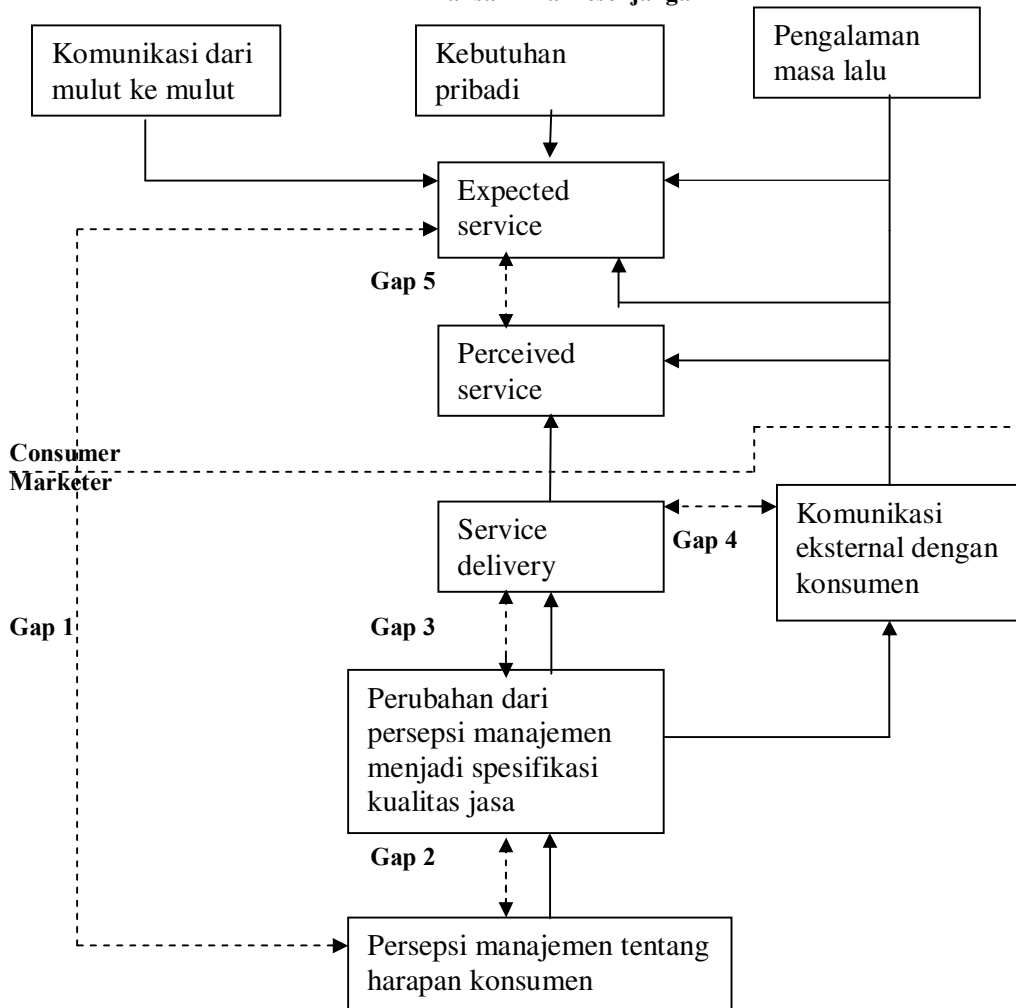 Komunikasi dari
mulut ke mulut
Kebutuhan
pribadi
Pengalaman
masa lalu
Expected
service
Gap 5
Perceived
service
Consumer
Marketer
Service
delivery
Gap 4
Komunikasi
eksternal dengan
konsumen
Gap 1
Gap 3
Perubahan dari
persepsi manajemen
menjadi spesifikasi
kualitas jasa
Gap 2
Persepsi manajemen tentang
harapan konsumen